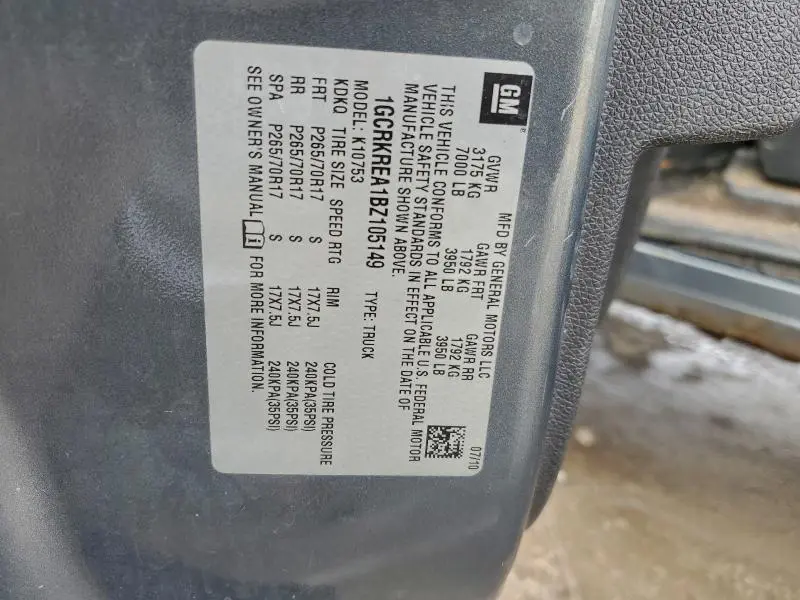 GM
MFD BY GENERAL MOTORS LLC
07/10
GVWR GAWR FRT GAWR RR
3175 KG 1792 KG 1792 KG
7000 LB 3950 LB 3950 LB
THIS VEHICLE CONFORMS TO ALL APPLICABLE U.S. FEDERAL MOTOR
VEHICLE SAFETY STANDARDS IN EFFECT ON THE DATE OF
MANUFACTURE SHOWN ABOVE.
1GCRKREA1BZ105149 TYPE: TRUCK
MODEL: K10753
KDKQ TIRE SIZE SPEED RTG RIM COLD TIRE PRESSURE
FRT P265/70R17 S 17X7.5J 240KPA(35PSI)
RR P265/70R17 S 17X7.5J 240KPA(35PSI)
SPA P265/70R17 S 17X7.5J 240KPA(35PSI)
SEE OWNER'S MANUAL FOR MORE INFORMATION.